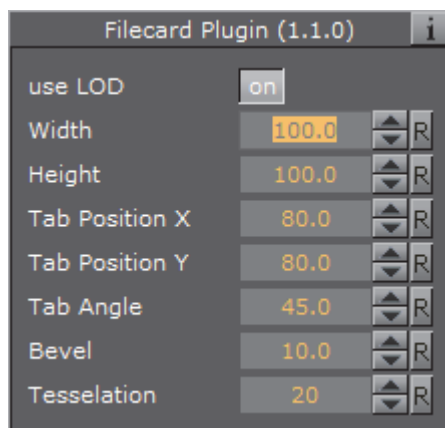 Filecard Plugin (1.1.0) i
use LOD on
Width 100.0 R
Height 100.0 R
Tab Position X 80.0 R
Tab Position Y 80.0 R
Tab Angle 45.0 R
Bevel 10.0 R
Tesselation 20 R